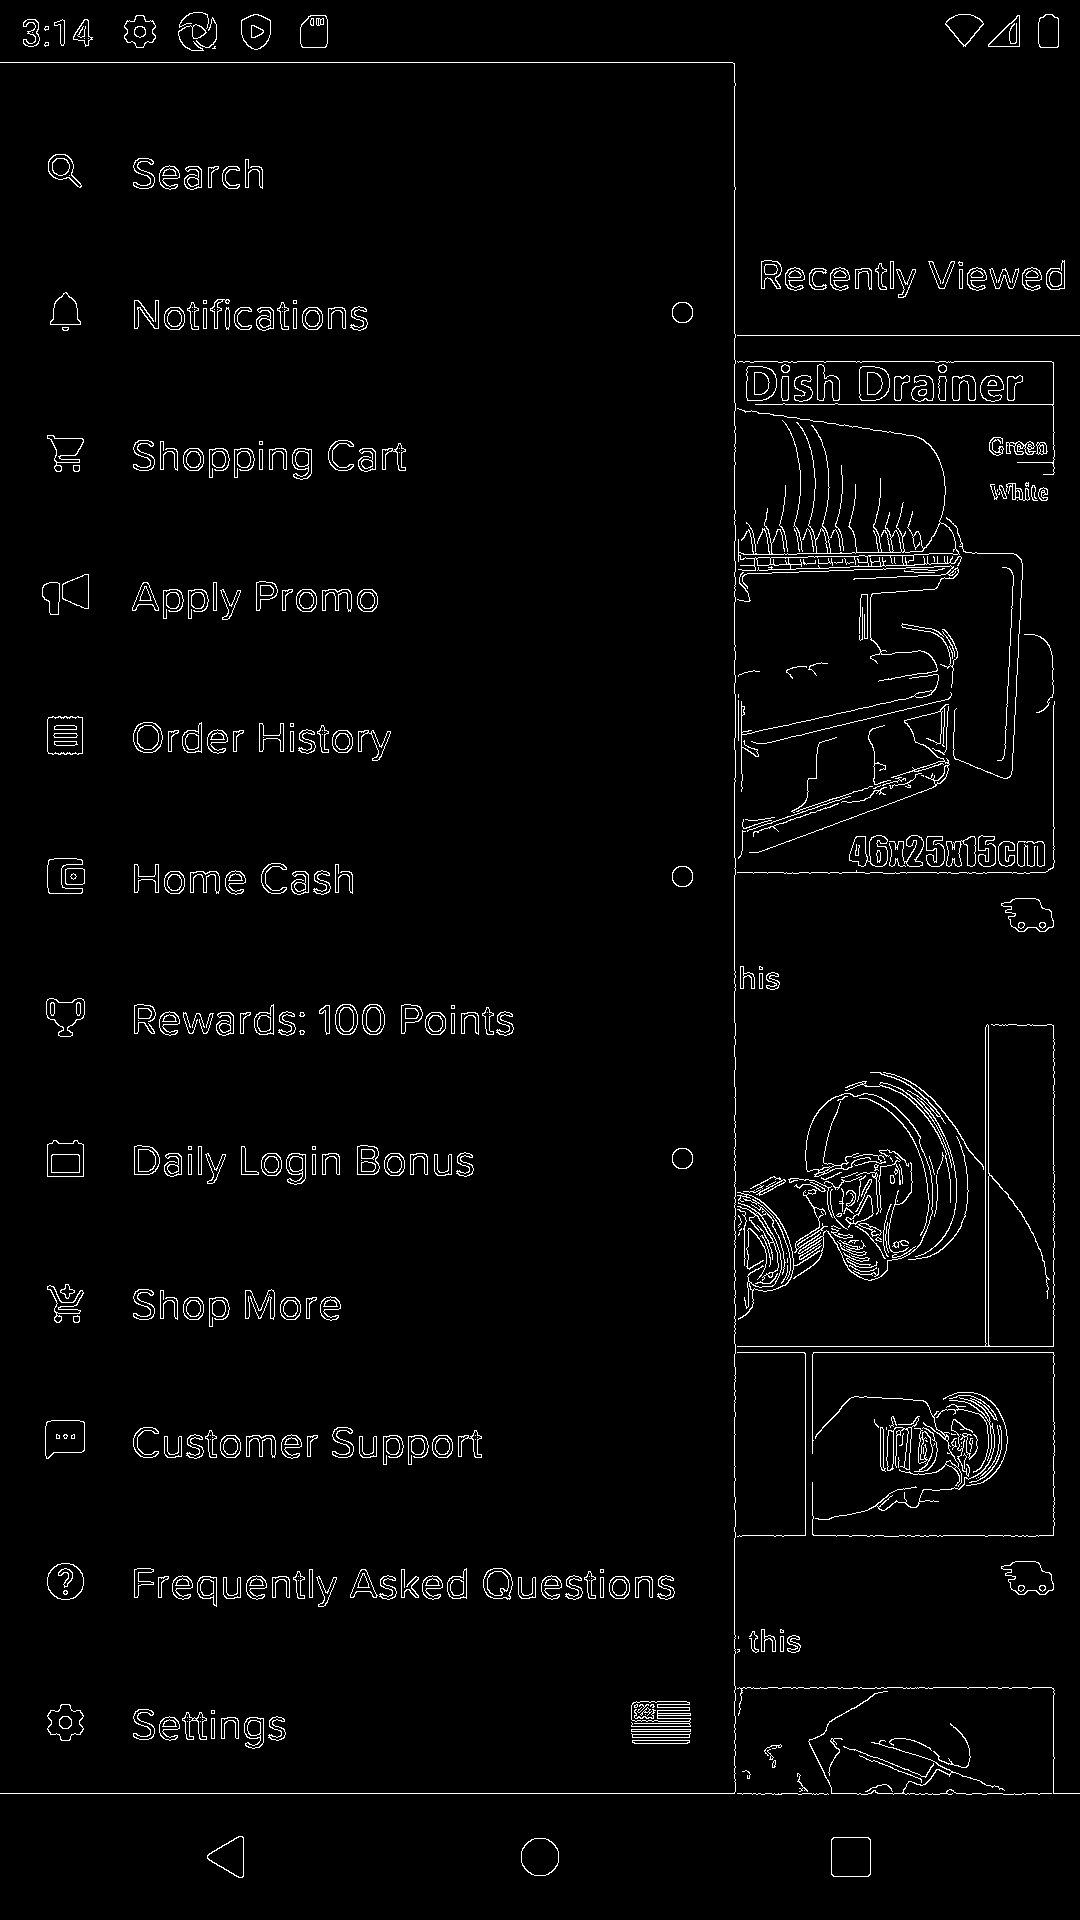 3:14
Search
Recently Viewed
Notifications
Dish Drainer
Green
Shopping Cart
White
Apply Promo
Order History
46x25x15cm
Home Cash
his
Rewards: 100 Points
Daily Login Bonus
Shop More
Customer Support
Frequently Asked Questions
this
Settings